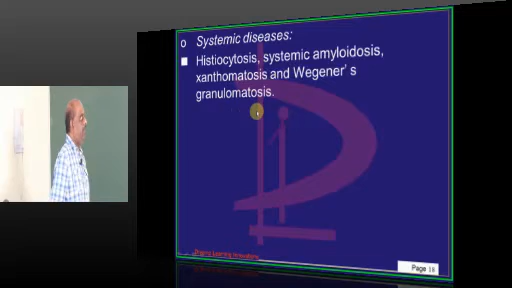 Systemic diseases:
Histiocytosis, systemic amyloidosis,
xanthomatosis and Wegener's
granulomatosis.
Page 18